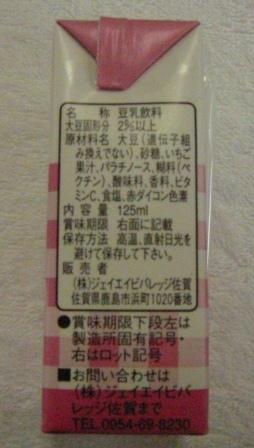 名 称 豆乳飲料
大豆固形分 2%以上
原材料名 大豆(遺伝子組
み換えでない)、砂糖、いちご
果汁、パラチノース、糊料(ペ
クチン)、酸味料、香料、ビタ
ミンC、食塩、赤ダイコン色素
内 容 量 125ml
賞味期限 右面に記載
保存方法 高温、直射日光を
避けて保存して下さい。
販 売 者
(株)ジェイエイビバレッジ佐賀
佐賀県鹿島市浜町1020番地
●賞味期限下段左は
製造所固有記号・
右はロット記号
■お問い合わせは
(株)ジェイエイビバ
レッジ佐賀まで
TEL.0954-69-8230